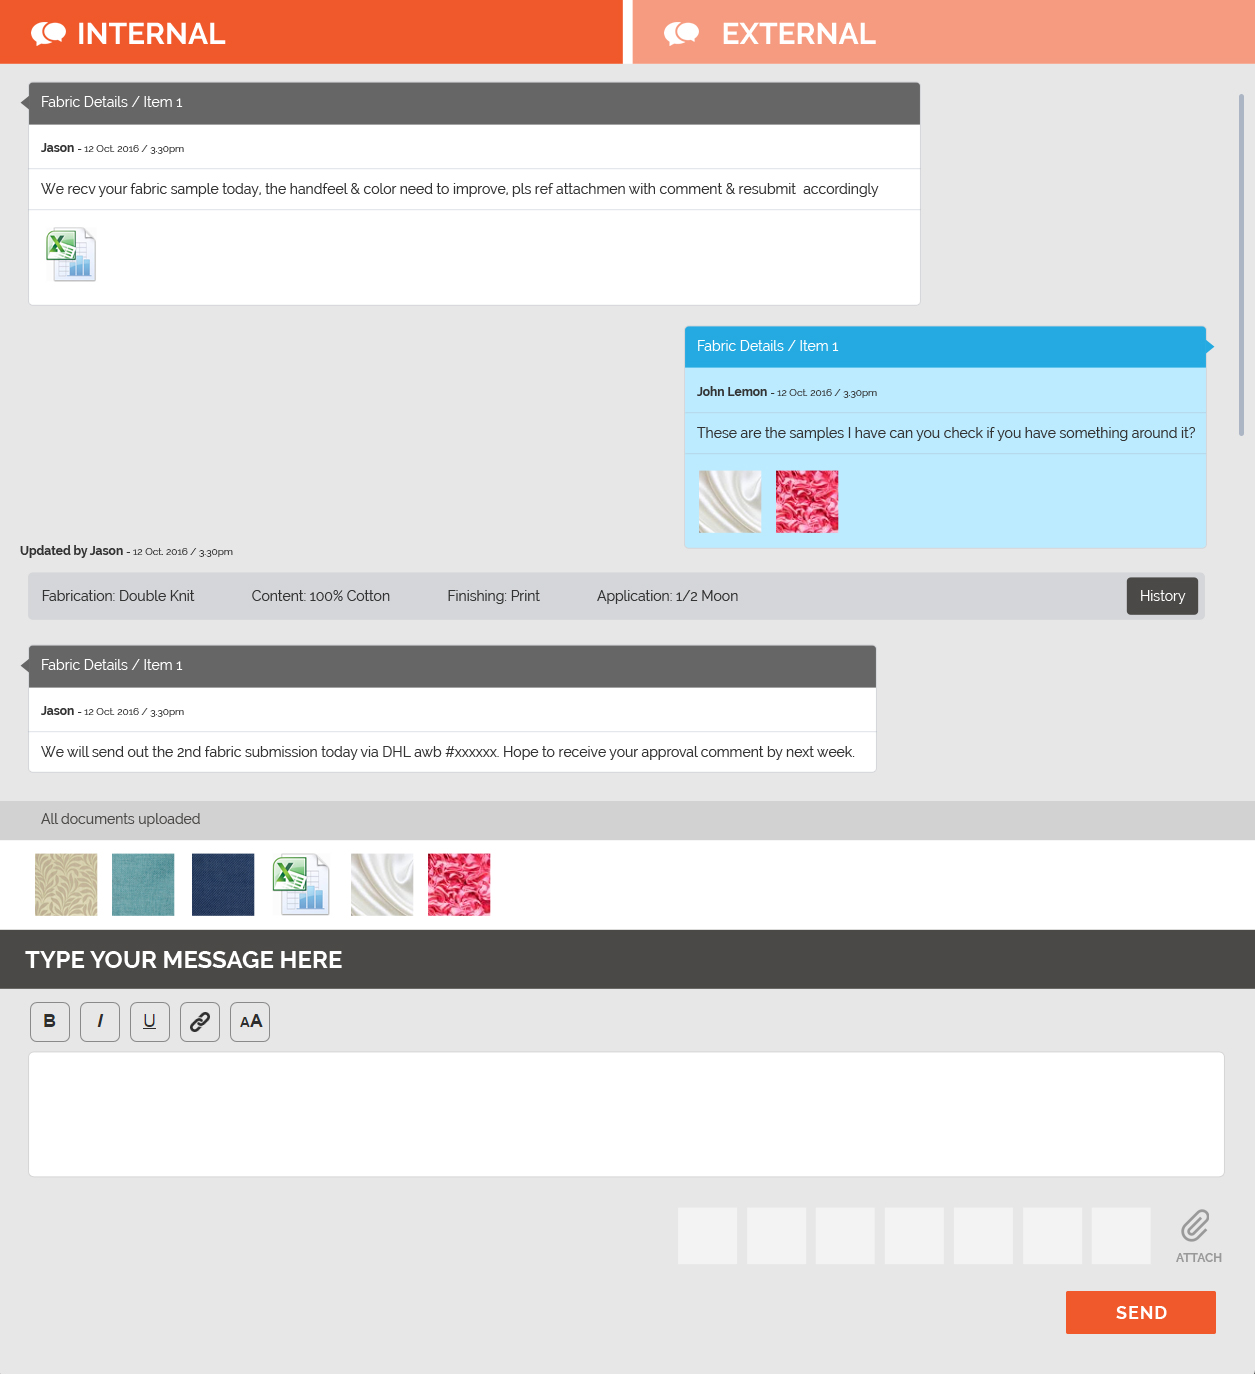 INTERNAL
EXTERNAL
Fabric Details / Item 1
Jason - 12 Oct. 2016 / 3.30pm
We recv your fabric sample today, the handfeel & color need to improve, pls ref attachmen with comment & resubmit accordingly
Fabric Details / Item 1
John Lemon - 12 Oct. 2016 / 3.30pm
These are the samples I have can you check if you have something around it?
Updated by Jason - 12 Oct. 2016 / 3.30pm
Fabrication: Double Knit Content: 100% Cotton Finishing: Print Application: 1/2 Moon History
Fabric Details / Item 1
Jason - 12 Oct. 2016 / 3.30pm
We will send out the 2nd fabric submission today via DHL awb #xxxxxx. Hope to receive your approval comment by next week.
All documents uploaded
TYPE YOUR MESSAGE HERE
B I U AA
ATTACH
SEND